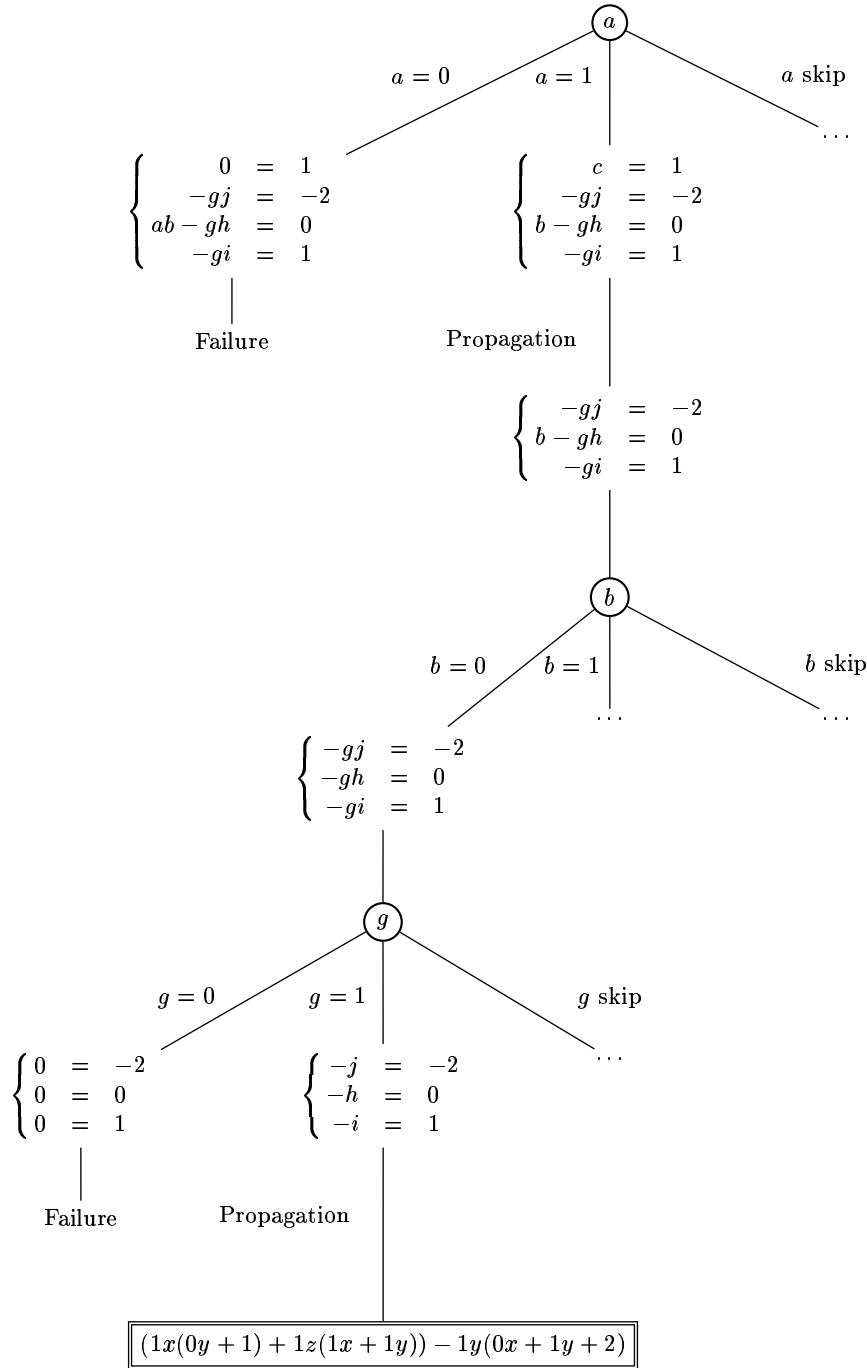 a
a = 0
a = 1
a skip
...
0 = 1
-gj = -2
ab - gh = 0
-gi = 1
c = 1
-gj = -2
b - gh = 0
-gi = 1
Failure
Propagation
-gj = -2
b - gh = 0
-gi = 1
b
b = 0
b = 1
b skip
...
...
-gj = -2
-gh = 0
-gi = 1
g
g = 0
g = 1
g skip
...
0 = -2
0 = 0
0 = 1
-j = -2
-h = 0
-i = 1
Failure
Propagation
(1x(0y + 1) + 1z(1x + 1y)) - 1y(0x + 1y + 2)